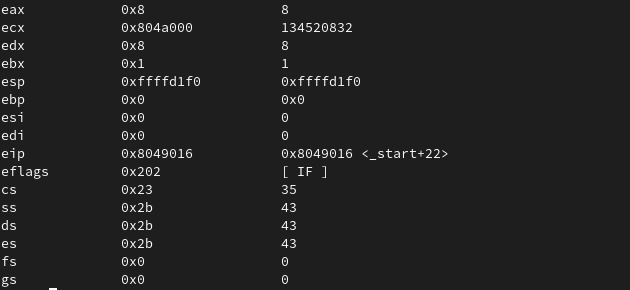 eax 0x8 8
ecx 0x804a000 134520832
edx 0x8 8
ebx 0x1 1
esp 0xffffd1f0 0xffffd1f0
ebp 0x0 0x0
esi 0x0 0
edi 0x0 0
eip 0x8049016 0x8049016 <_start+22>
eflags 0x202 [ IF ]
cs 0x23 35
ss 0x2b 43
ds 0x2b 43
es 0x2b 43
fs 0x0 0
gs 0x0 0